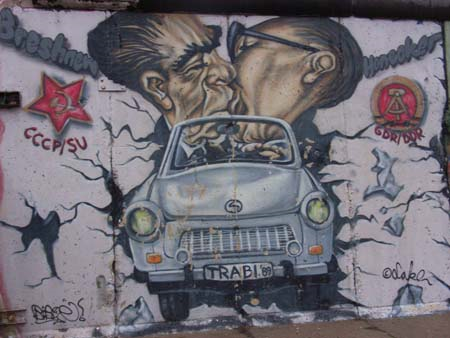 Breshnew
Honecker
CCCP/SU
GDR/DDR
TRABI.89